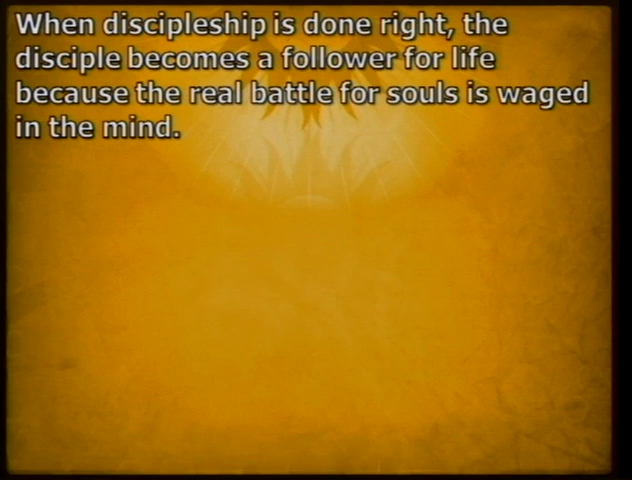 When discipleship is done right, the
disciple becomes a follower for life
because the real battle for souls is waged
in the mind.